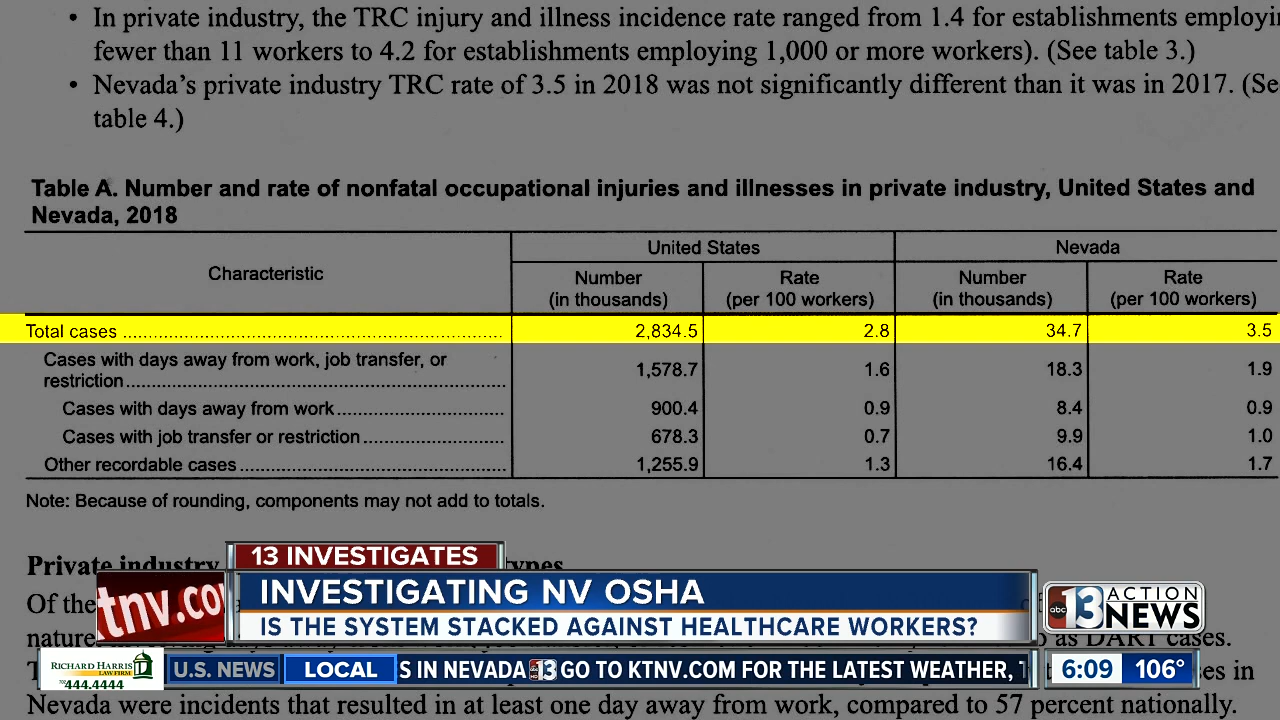 • In private industry, the TRC injury and illness incidence rate ranged from 1.4 for establishments
fewer than 11 workers to 4.2 for establishments employing 1,000 or more workers). (See table 3.)
• Nevada's private industry TRC rate of 3.5 in 2018 was not significantly different than it was in 2017.
table 4.)
Table A. Number and rate of nonfatal occupational injuries and illnesses in private industry, United States and
Nevada, 2018
Characteristic
United States
Nevada
Number
(in thousands)
Rate
(per 100 workers)
Number
(in thousands)
Rate
(per 100 workers)
Total cases 2,834.5 2.8 34.7 3.5
Cases with days away from work, job transfer, or
restriction 1,578.7 1.6 18.3 1.9
Cases with days away from work 900.4 0.9 8.4 0.9
Cases with job transfer or restriction 678.3 0.7 9.9 1.0
Other recordable cases 1,255.9 1.3 16.4 1.7
Note: Because of rounding, components may not add to totals.
Private industry
13 INVESTIGATES
Of the
INVESTIGATING NV OSHA
IS THE SYSTEM STACKED AGAINST HEALTHCARE WORKERS?
tnv.co
abc 13 ACTION
NEWS
nature
as DART cases.
RICHARD HARRIS
LAW FIRM
702 444.4444
U.S. NEWS
LOCAL
S IN NEVADA abc 13 GO TO KTNV.COM FOR THE LATEST WEATHER,
6:09 106°
in
Nevada were incidents that resulted in at least one day away from work, compared to 57 percent nationally.